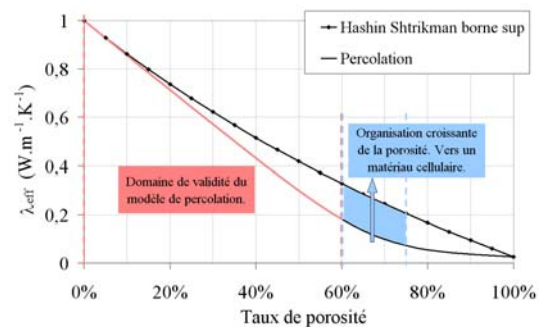 Hashin Shtrikman borne sup
Percolation
1
0,8
0,6
0,4
0,2
0
λeff (W.m⁻¹.K⁻¹)
Organisation croissante
de la porosité. Vers un
matériau cellulaire.
Domaine de validité du
modèle de percolation.
0%
20%
40%
60%
80%
100%
Taux de porosité